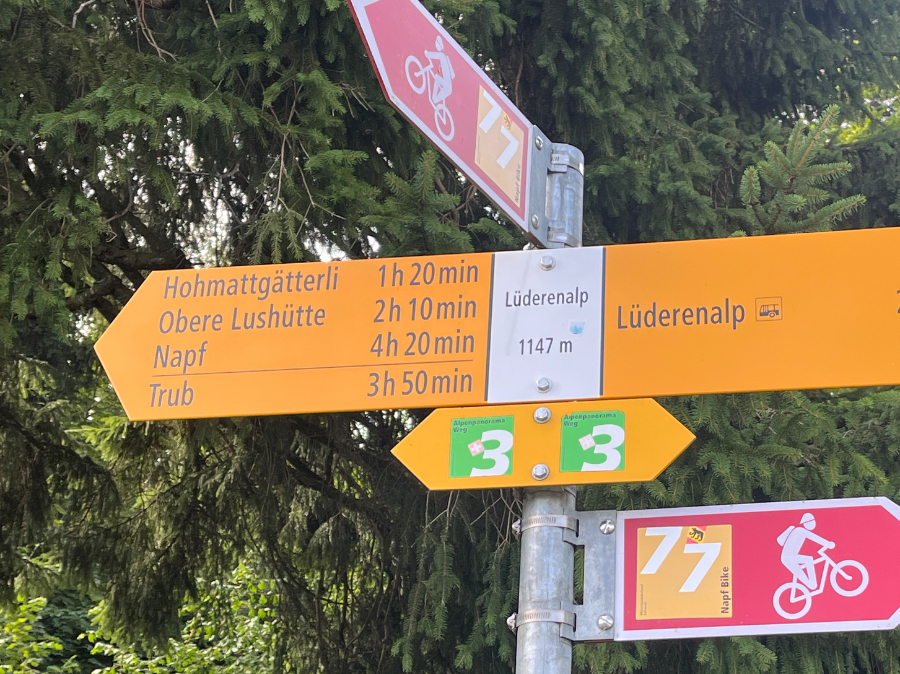 77
Hohmattgätterli 1 h 20 min
Obere Lushütte 2 h 10 min
Napf 4 h 20 min
Trub 3 h 50 min
Lüderenalp
1147 m
Lüderenalp
Alpenpanorama
Weg
3
Alpenpanorama
Weg
3
77
Napf Bike